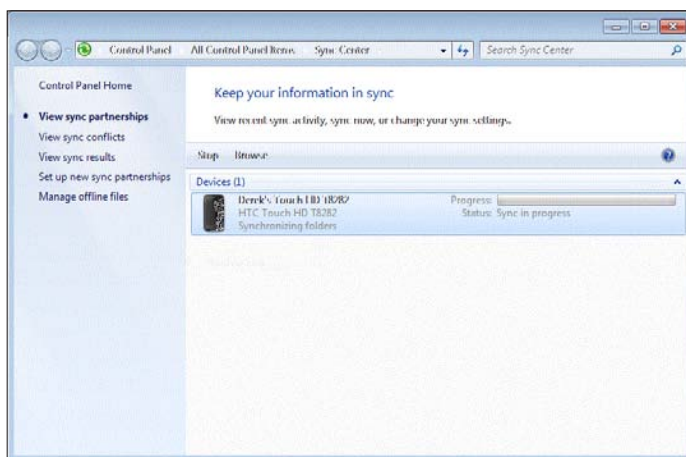 Control Panel All Control Panel Items Sync Center Search Sync Center
Control Panel Home
View sync partnerships
View sync conflicts
View sync results
Set up new sync partnerships
Manage offline files
Keep your information in sync
View recent sync activity, sync now, or change your sync settings.
Stop Browse
Devices (1)
Derek's Touch HD T8282
HTC Touch HD T8282
Synchronizing folders
Progress:
Status: Sync in progress